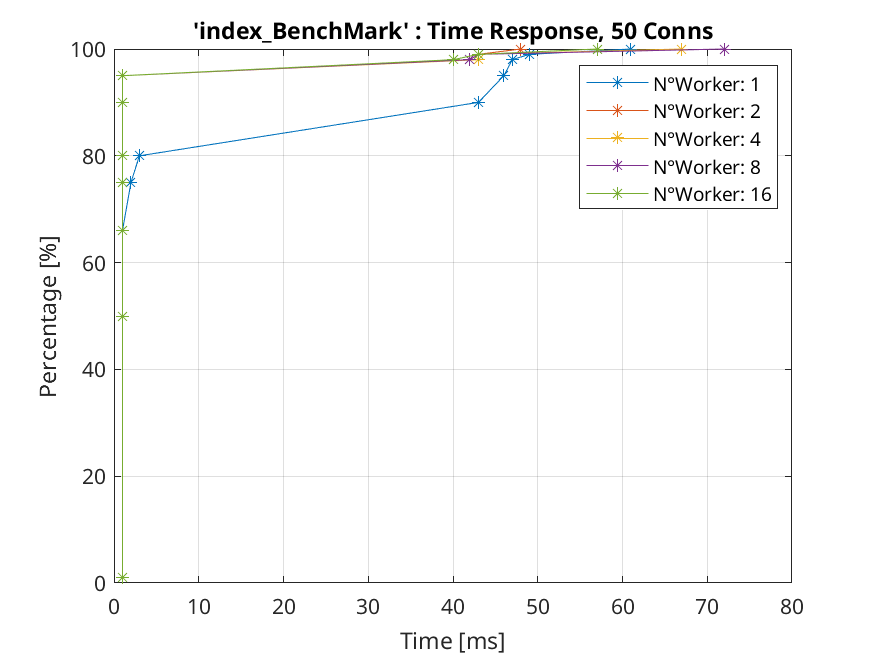 'index_BenchMark' : Time Response, 50 Conns
100
80
60
40
20
0
Percentage [%]
N°Worker: 1
N°Worker: 2
N°Worker: 4
N°Worker: 8
N°Worker: 16
0 10 20 30 40 50 60 70 80
Time [ms]